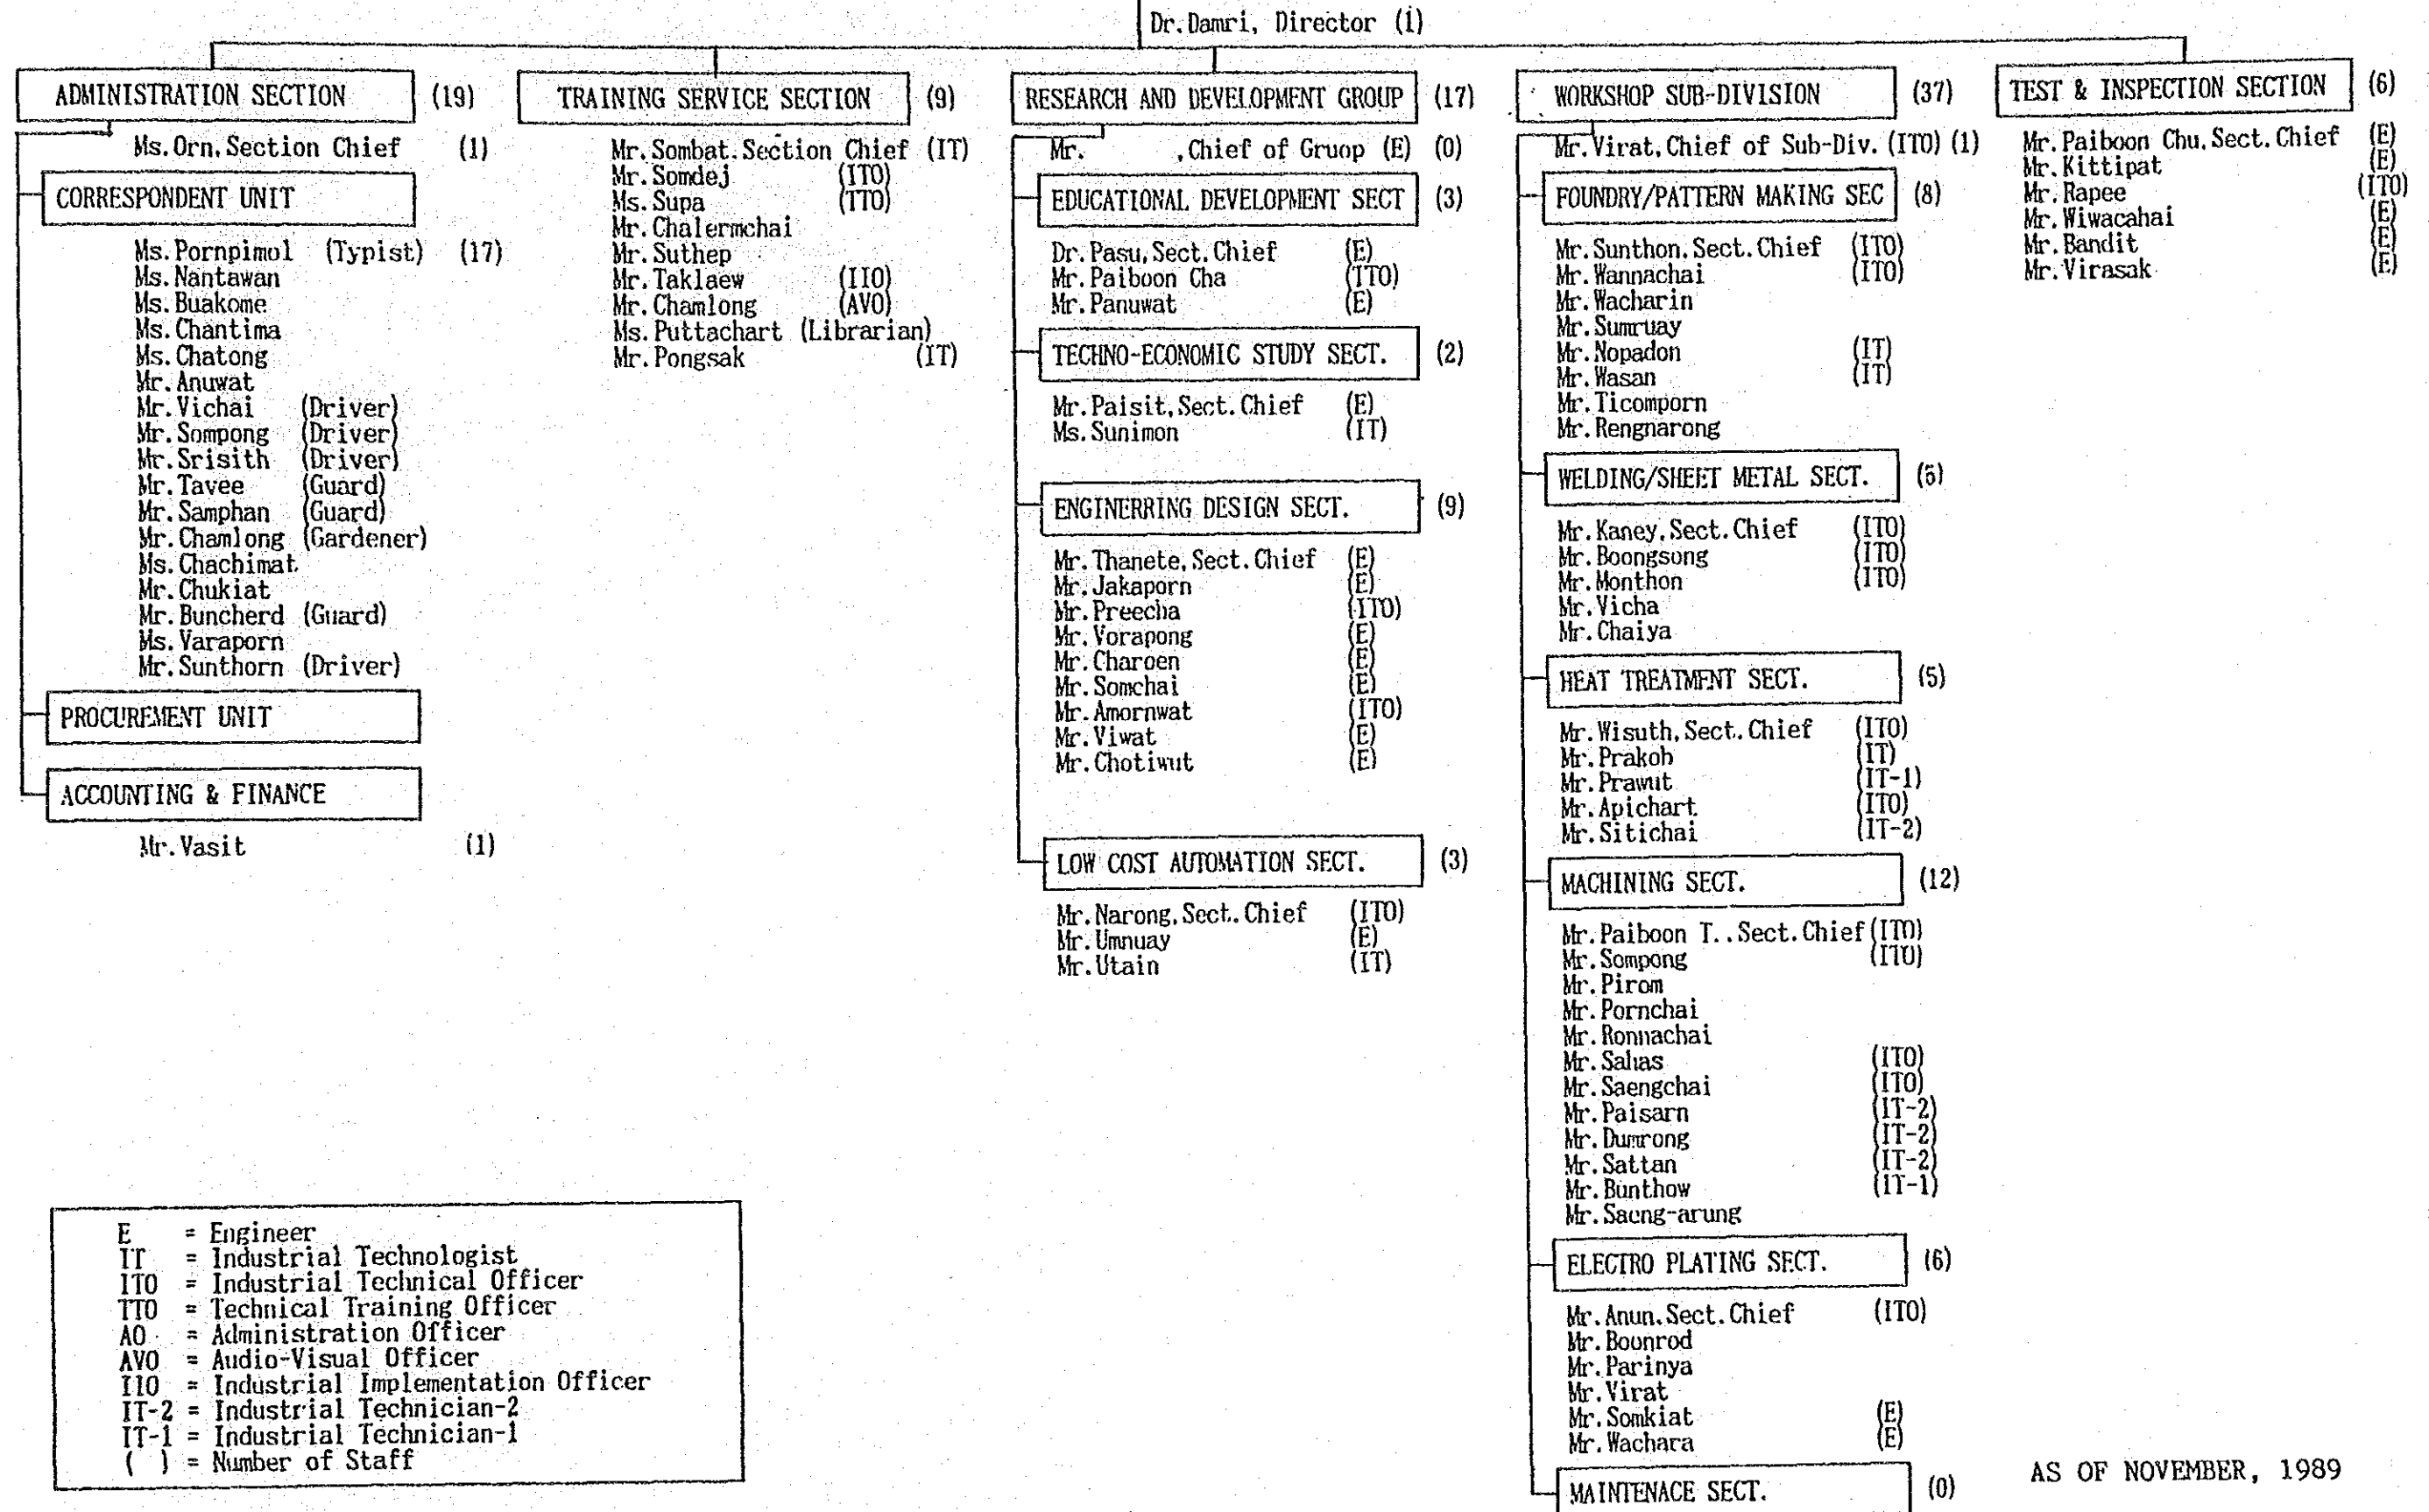 Dr.Damri, Director (1)
ADMINISTRATION SECTION (19)
Ms.Orn.Section Chief (1)
CORRESPONDENT UNIT
Ms.Pornpimol (Typist) (17)
Ms.Nantawan
Ms.Buakome
Ms.Chantima
Ms.Chatong
Mr.Anuwat
Mr.Vichai (Driver)
Mr.Sompong (Driver)
Mr.Srisith (Driver)
Mr.Tavee (Guard)
Mr.Samphan (Guard)
Mr.Chamlong (Gardener)
Ms.Chachimat
Mr.Chukiat
Mr.Buncherd (Guard)
Ms.Varaporn
Mr.Sunthorn (Driver)
PROCUREMENT UNIT
ACCOUNTING & FINANCE
Mr.Vasit (1)
TRAINING SERVICE SECTION (9)
Mr.Sombat.Section Chief (IT)
Mr.Somdej (ITO)
Ms.Supa (TTO)
Mr.Chalermchai
Mr.Suthep
Mr.Taklaew (IIO)
Mr.Chamlong (AVO)
Ms.Puttachart (Librarian)
Mr.Pongsak (IT)
RESEARCH AND DEVELOPMENT GROUP (17)
Mr. ,Chief of Gruop (E) (0)
EDUCATIONAL DEVELOPMENT SECT (3)
Dr.Pasu,Sect.Chief (E)
Mr.Paiboon Cha (ITO)
Mr.Panuwat (E)
TECHNO-ECONOMIC STUDY SECT. (2)
Mr.Paisit,Sect.Chief (E)
Ms.Sunimon (IT)
ENGINERRING DESIGN SECT. (9)
Mr.Thanete,Sect.Chief (E)
Mr.Jakaporn (E)
Mr.Preecha (ITO)
Mr.Vorapong (E)
Mr.Charoen (E)
Mr.Somchai (E)
Mr.Amornwat (ITO)
Mr.Viwat (E)
Mr.Chotiwut (E)
LOW COST AUTOMATION SECT. (3)
Mr.Narong,Sect.Chief (ITO)
Mr.Umnuay (E)
Mr.Utain (IT)
WORKSHOP SUB-DIVISION (37)
Mr.Virat,Chief of Sub-Div.(ITO)(1)
FOUNDRY/PATTERN MAKING SEC (8)
Mr.Sunthon.Sect.Chief (ITO)
Mr.Wannachai (ITO)
Mr.Wacharin
Mr.Sumruay
Mr.Nopadon (IT)
Mr.Wasan (IT)
Mr.Ticomporn
Mr.Rengnarong
WELDING/SHEET METAL SECT. (5)
Mr.Kaney,Sect.Chief (ITO)
Mr.Boongsong (ITO)
Mr.Monthon (ITO)
Mr.Vicha
Mr.Chaiya
HEAT TREATMENT SECT. (5)
Mr.Wisuth,Sect.Chief (ITO)
Mr.Prakob (IT)
Mr.Prawut (IT-1)
Mr.Apichart (ITO)
Mr.Sitichai (IT-2)
MACHINING SECT. (12)
Mr.Paiboon T..Sect.Chief(ITO)
Mr.Sompong (ITO)
Mr.Pirom
Mr.Pornchai
Mr.Ronnachai
Mr.Sahas (ITO)
Mr.Saengchai (ITO)
Mr.Paisarn (IT-2)
Mr.Dumrong (IT-2)
Mr.Sattan (IT-2)
Mr.Bunthow (IT-1)
Mr.Saeng-arung
ELECTRO PLATING SECT. (6)
Mr.Anun.Sect.Chief (ITO)
Mr.Boonrod
Mr.Parinya
Mr.Virat
Mr.Somkiat (E)
Mr.Wachara (E)
MAINTENACE SECT. (0)
TEST & INSPECTION SECTION (6)
Mr.Paiboon Chu.Sect.Chief (E)
Mr.Kittipat (E)
Mr.Rapee (ITO)
Mr.Wiwacahai (E)
Mr.Bandit (E)
Mr.Virasak (E)
E = Engineer
IT = Industrial Technologist
ITO = Industrial Technical Officer
TTO = Technical Training Officer
AO = Administration Officer
AVO = Audio-Visual Officer
IIO = Industrial Implementation Officer
IT-2 = Industrial Technician-2
IT-1 = Industrial Technician-1
( ) = Number of Staff
AS OF NOVEMBER, 1989